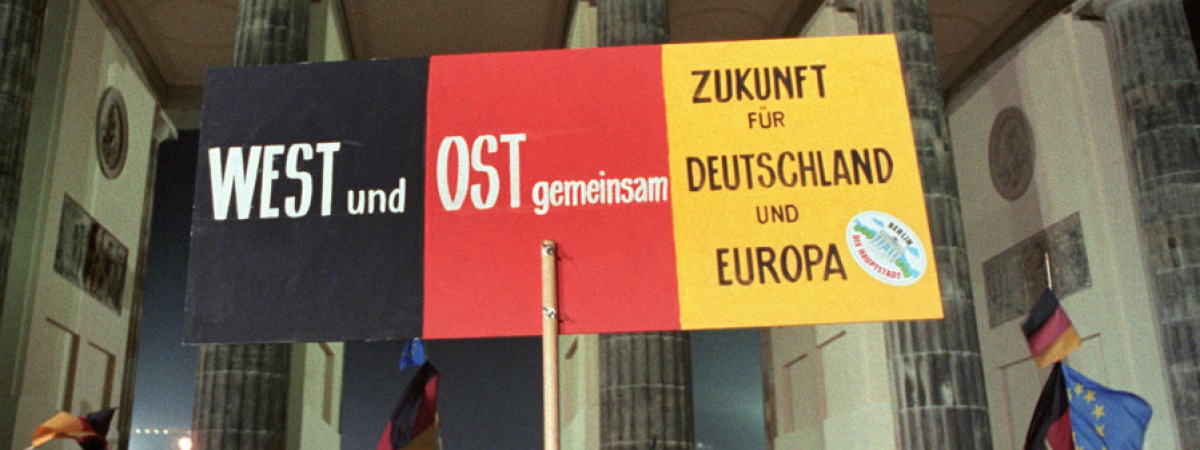 WEST und
OST gemeinsam
ZUKUNFT
FÜR
DEUTSCHLAND
UND
EUROPA
BERLIN
DIE HAUPTSTADT